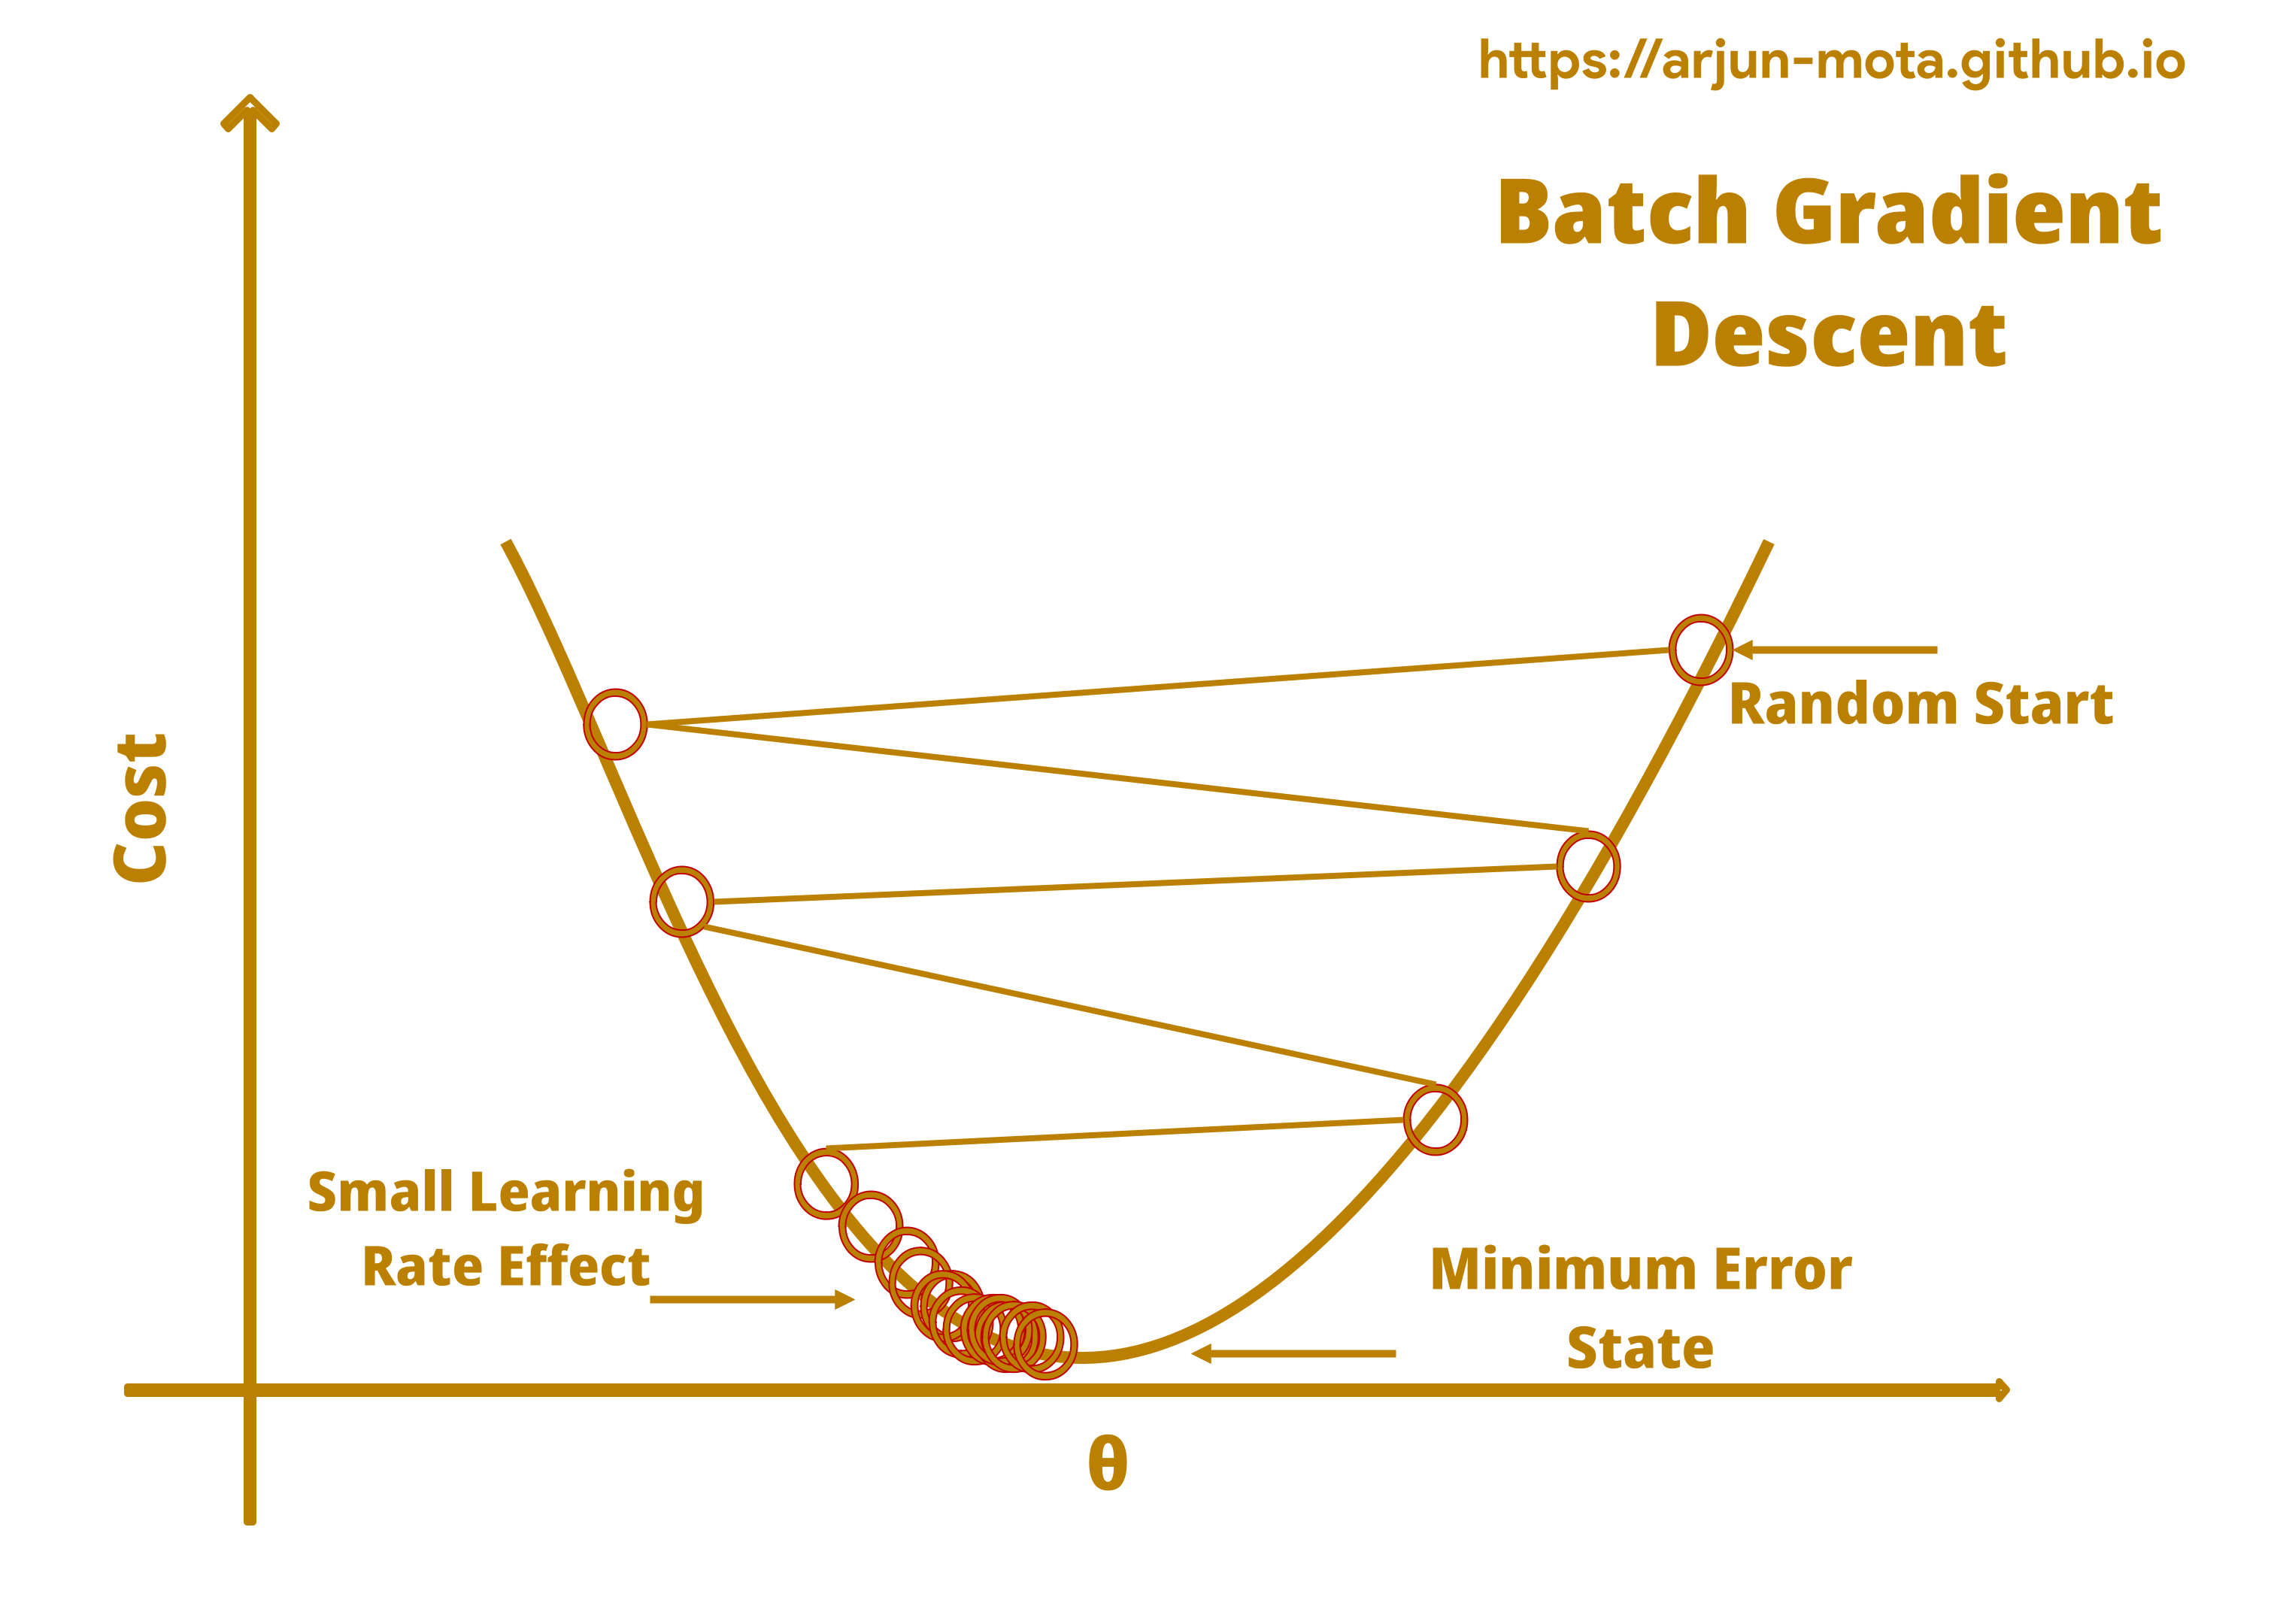 https://arjun-mota.github.io
Batch Gradient
Descent
Random Start
Cost
Small Learning
Rate Effect
Minimum Error
State
θ